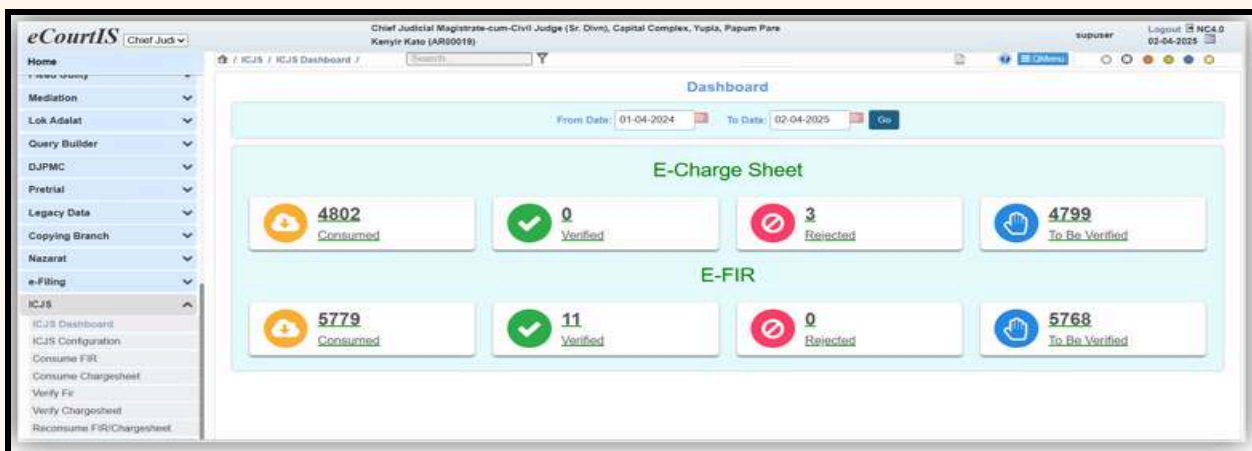 eCourtIS Chief Judi
Chief Judicial Magistrate-cum-Civil Judge (Sr. Divn), Capital Complex, Yupia, Papum Pare
Kenyir Kato (AR00019)
supuser
Logout NC4.0
02-04-2025
Home
/ ICJS / ICJS Dashboard /
Search
QMenu
Plead Guilty
Mediation
Lok Adalat
Query Builder
DJPMC
Pretrial
Legacy Data
Copying Branch
Nazarat
e-Filing
ICJS
ICJS Dashboard
ICJS Configuration
Consume FIR
Consume Chargesheet
Verify Fir
Verify Chargesheet
Reconsume FIR/Chargesheet
Dashboard
From Date: 01-04-2024 To Date: 02-04-2025 Go
E-Charge Sheet
4802
Consumed
0
Verified
3
Rejected
4799
To Be Verified
E-FIR
5779
Consumed
11
Verified
0
Rejected
5768
To Be Verified